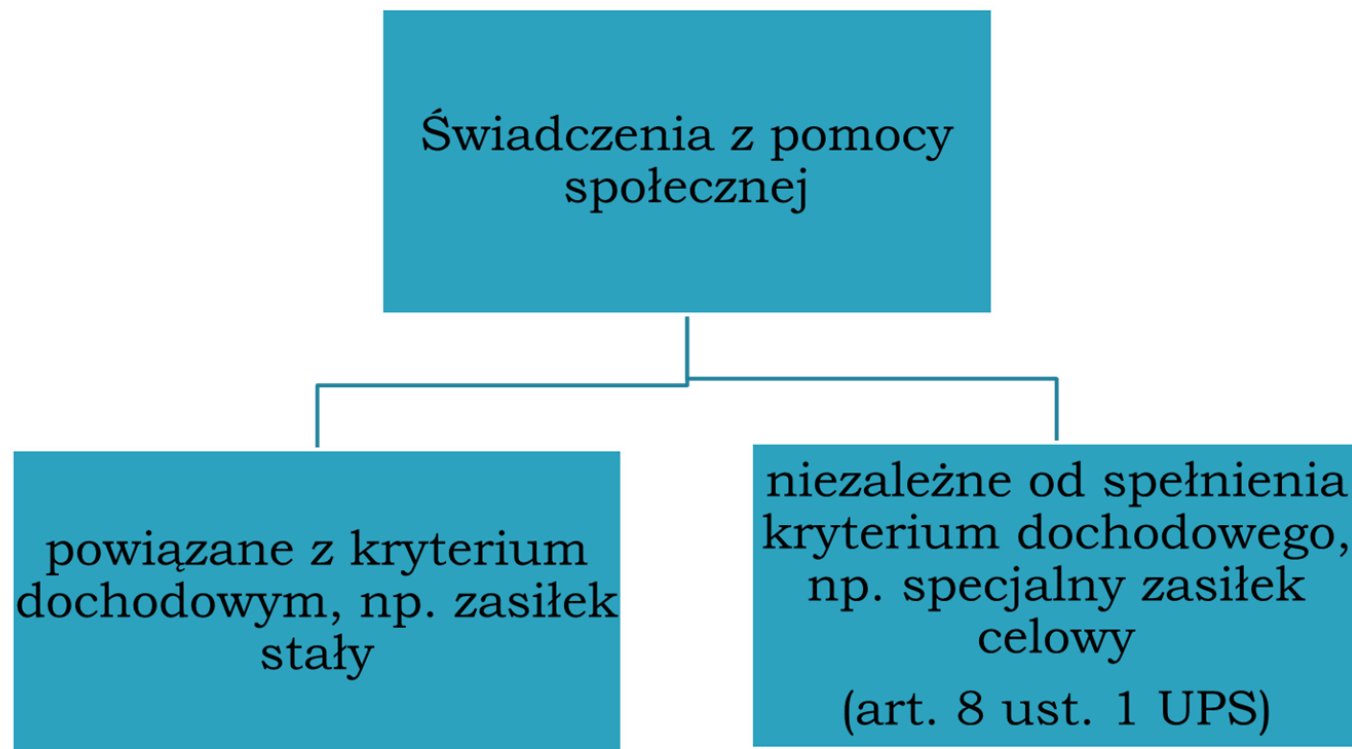 Świadczenia z pomocy
społecznej
powiązane z kryterium
dochodowym, np. zasiłek
stały
niezależne od spełnienia
kryterium dochodowego,
np. specjalny zasiłek
celowy
(art. 8 ust. 1 UPS)